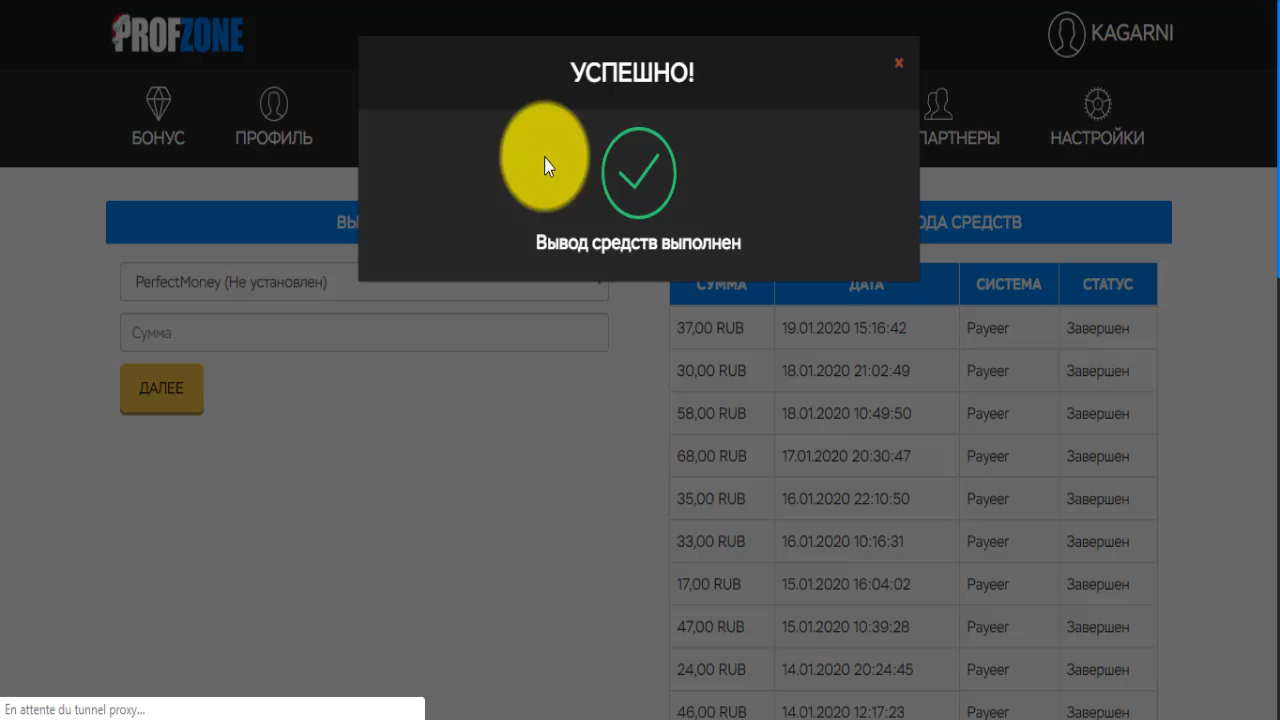 PROFZONE
KAGARNI
УСПЕШНО!
×
БОНУС
ПРОФИЛЬ
ПАРТНЕРЫ
НАСТРОЙКИ
Вывод средств выполнен
ВЫ
ОДА СРЕДСТВ
PerfectMoney (Не установлен)
Сумма
ДАЛЕЕ
СУММА ДАТА СИСТЕМА СТАТУС
37,00 RUB 19.01.2020 15:16:42 Payeer Завершен
30,00 RUB 18.01.2020 21:02:49 Payeer Завершен
58,00 RUB 18.01.2020 10:49:50 Payeer Завершен
68,00 RUB 17.01.2020 20:30:47 Payeer Завершен
35,00 RUB 16.01.2020 22:10:50 Payeer Завершен
33,00 RUB 16.01.2020 10:16:31 Payeer Завершен
17,00 RUB 15.01.2020 16:04:02 Payeer Завершен
47,00 RUB 15.01.2020 10:39:28 Payeer Завершен
24,00 RUB 14.01.2020 20:24:45 Payeer Завершен
46,00 RUB 14.01.2020 12:17:23 Payeer Завершен
En attente du tunnel proxy...